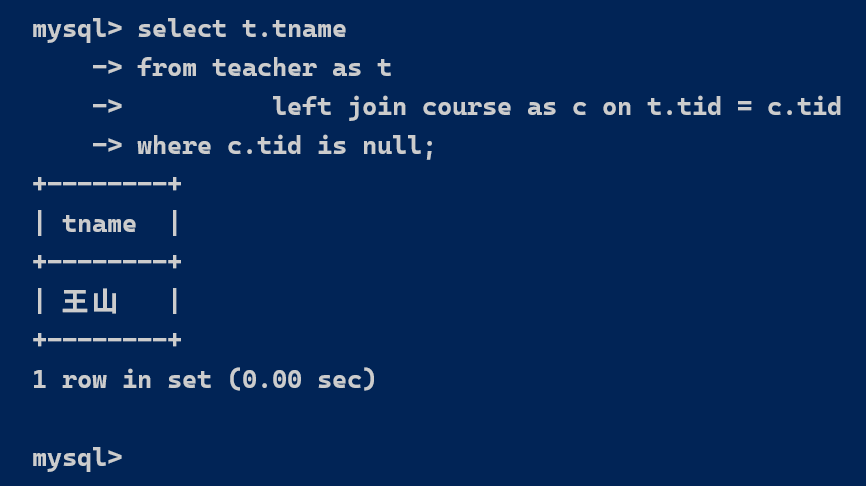 mysql> select t.tname
    -> from teacher as t
    ->          left join course as c on t.tid = c.tid
    -> where c.tid is null;
+--------+
| tname  |
+--------+
| 王山   |
+--------+
1 row in set (0.00 sec)

mysql>